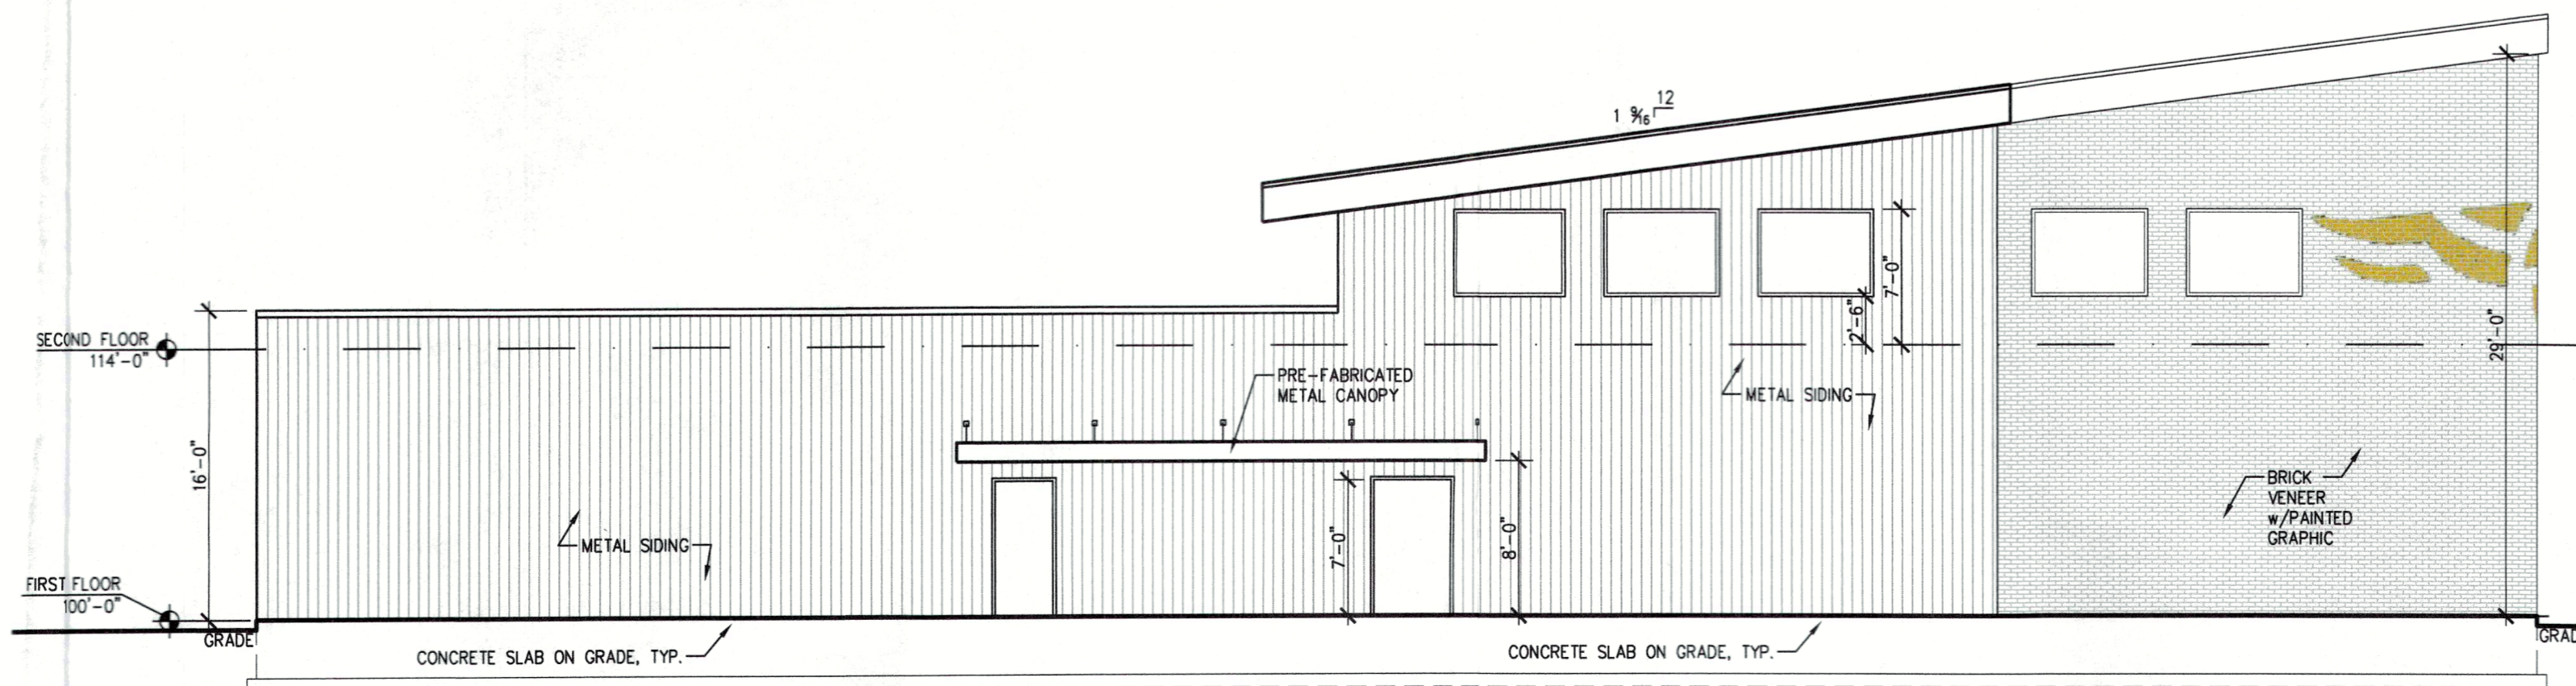 12
1 9/16
SECOND FLOOR
114'-0"
7'-0"
2'-6"
29'-0"
PRE-FABRICATED
METAL CANOPY
METAL SIDING
16'-0"
BRICK
VENEER
w/PAINTED
GRAPHIC
7'-0"
8'-0"
METAL SIDING
FIRST FLOOR
100'-0"
GRADE
CONCRETE SLAB ON GRADE, TYP.
CONCRETE SLAB ON GRADE, TYP.
GRAD